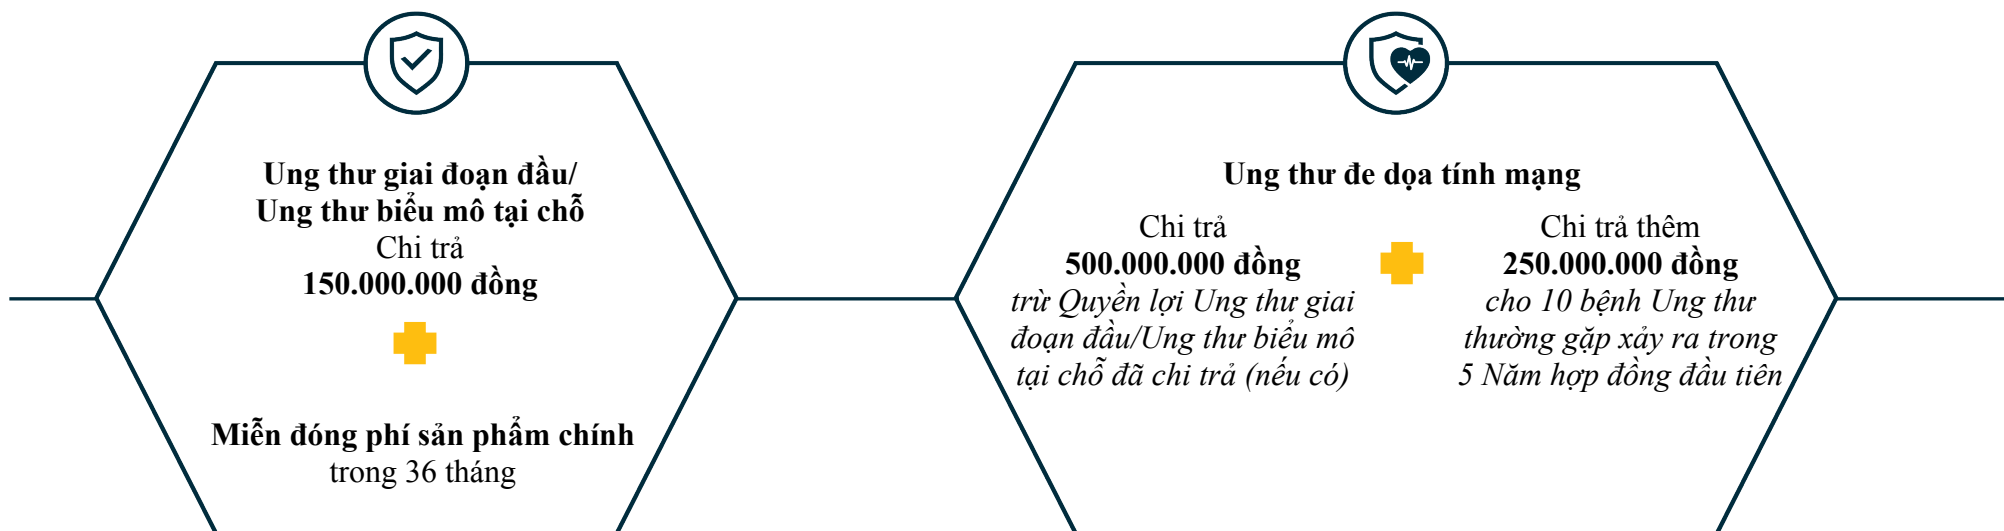 Ung thư giai đoạn đầu/
Ung thư biểu mô tại chỗ
Chi trả
150.000.000 đồng
Miễn đóng phí sản phẩm chính
trong 36 tháng
Ung thư đe dọa tính mạng
Chi trả
500.000.000 đồng
trừ Quyền lợi Ung thư giai
đoạn đầu/Ung thư biểu mô
tại chỗ đã chi trả (nếu có)
Chi trả thêm
250.000.000 đồng
cho 10 bệnh Ung thư
thường gặp xảy ra trong
5 Năm hợp đồng đầu tiên